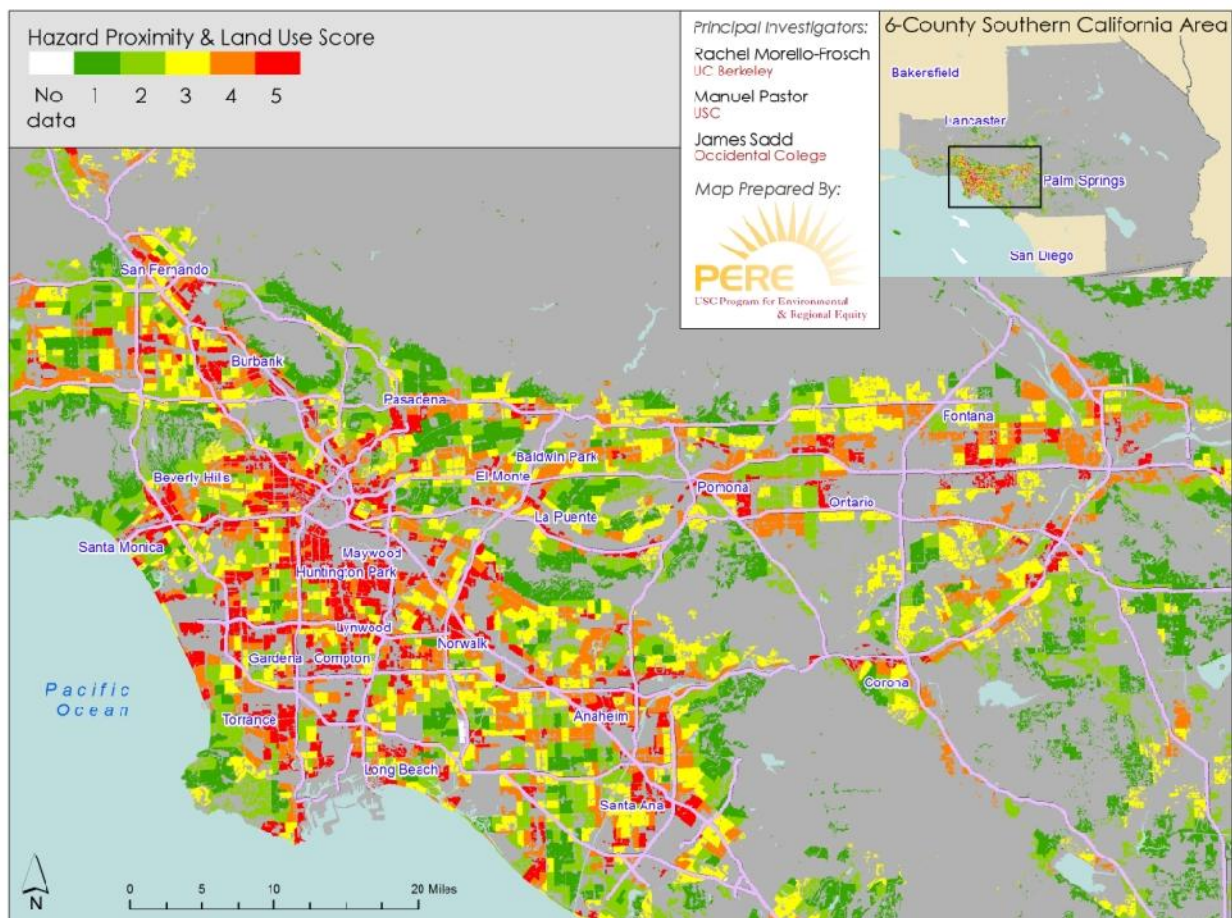 Hazard Proximity & Land Use Score
No data
1 2 3 4 5
Principal Investigators:
Rachel Morello-Frosch
UC Berkeley
Manuel Pastor
USC
James Sadd
Occidental College
Map Prepared By:
PERE
USC Program for Environmental
& Regional Equity
6-County Southern California Area
Bakersfield
Lancaster
Palm Springs
San Diego
San Fernando
Burbank
Pasadena
Fontana
Baldwin Park
Beverly Hills
El Monte
Pomona
Ontario
La Puente
Santa Monica
Maywood
Huntington Park
Lynwood
Norwalk
Gardena
Compton
Corona
Pacific
Ocean
Torrance
Anaheim
Long Beach
Santa Ana
N
0 5 10 20 Miles